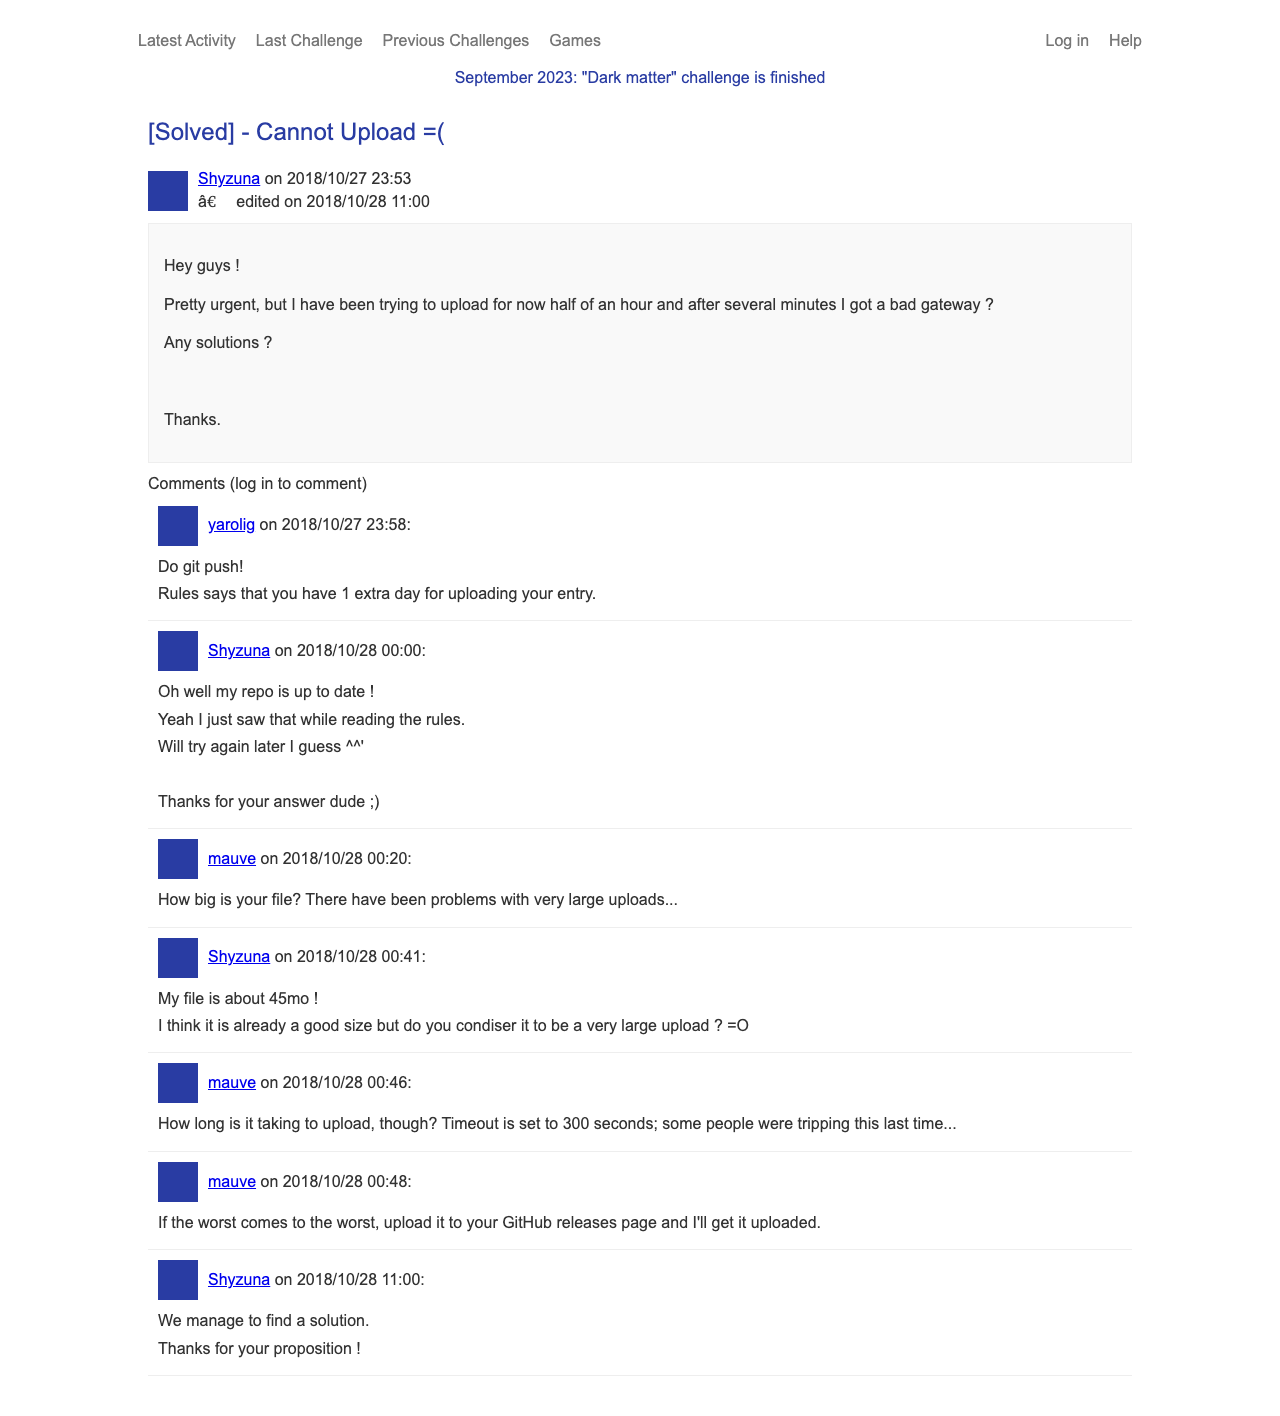 Latest Activity Last Challenge Previous Challenges Games Log in Help
September 2023: "Dark matter" challenge is finished
[Solved] - Cannot Upload =(
Shyzuna on 2018/10/27 23:53
â€ edited on 2018/10/28 11:00
Hey guys !
Pretty urgent, but I have been trying to upload for now half of an hour and after several minutes I got a bad gateway ?
Any solutions ?
Thanks.
Comments (log in to comment)
yarolig on 2018/10/27 23:58:
Do git push!
Rules says that you have 1 extra day for uploading your entry.
Shyzuna on 2018/10/28 00:00:
Oh well my repo is up to date !
Yeah I just saw that while reading the rules.
Will try again later I guess ^^'
Thanks for your answer dude ;)
mauve on 2018/10/28 00:20:
How big is your file? There have been problems with very large uploads...
Shyzuna on 2018/10/28 00:41:
My file is about 45mo !
I think it is already a good size but do you condiser it to be a very large upload ? =O
mauve on 2018/10/28 00:46:
How long is it taking to upload, though? Timeout is set to 300 seconds; some people were tripping this last time...
mauve on 2018/10/28 00:48:
If the worst comes to the worst, upload it to your GitHub releases page and I'll get it uploaded.
Shyzuna on 2018/10/28 11:00:
We manage to find a solution.
Thanks for your proposition !